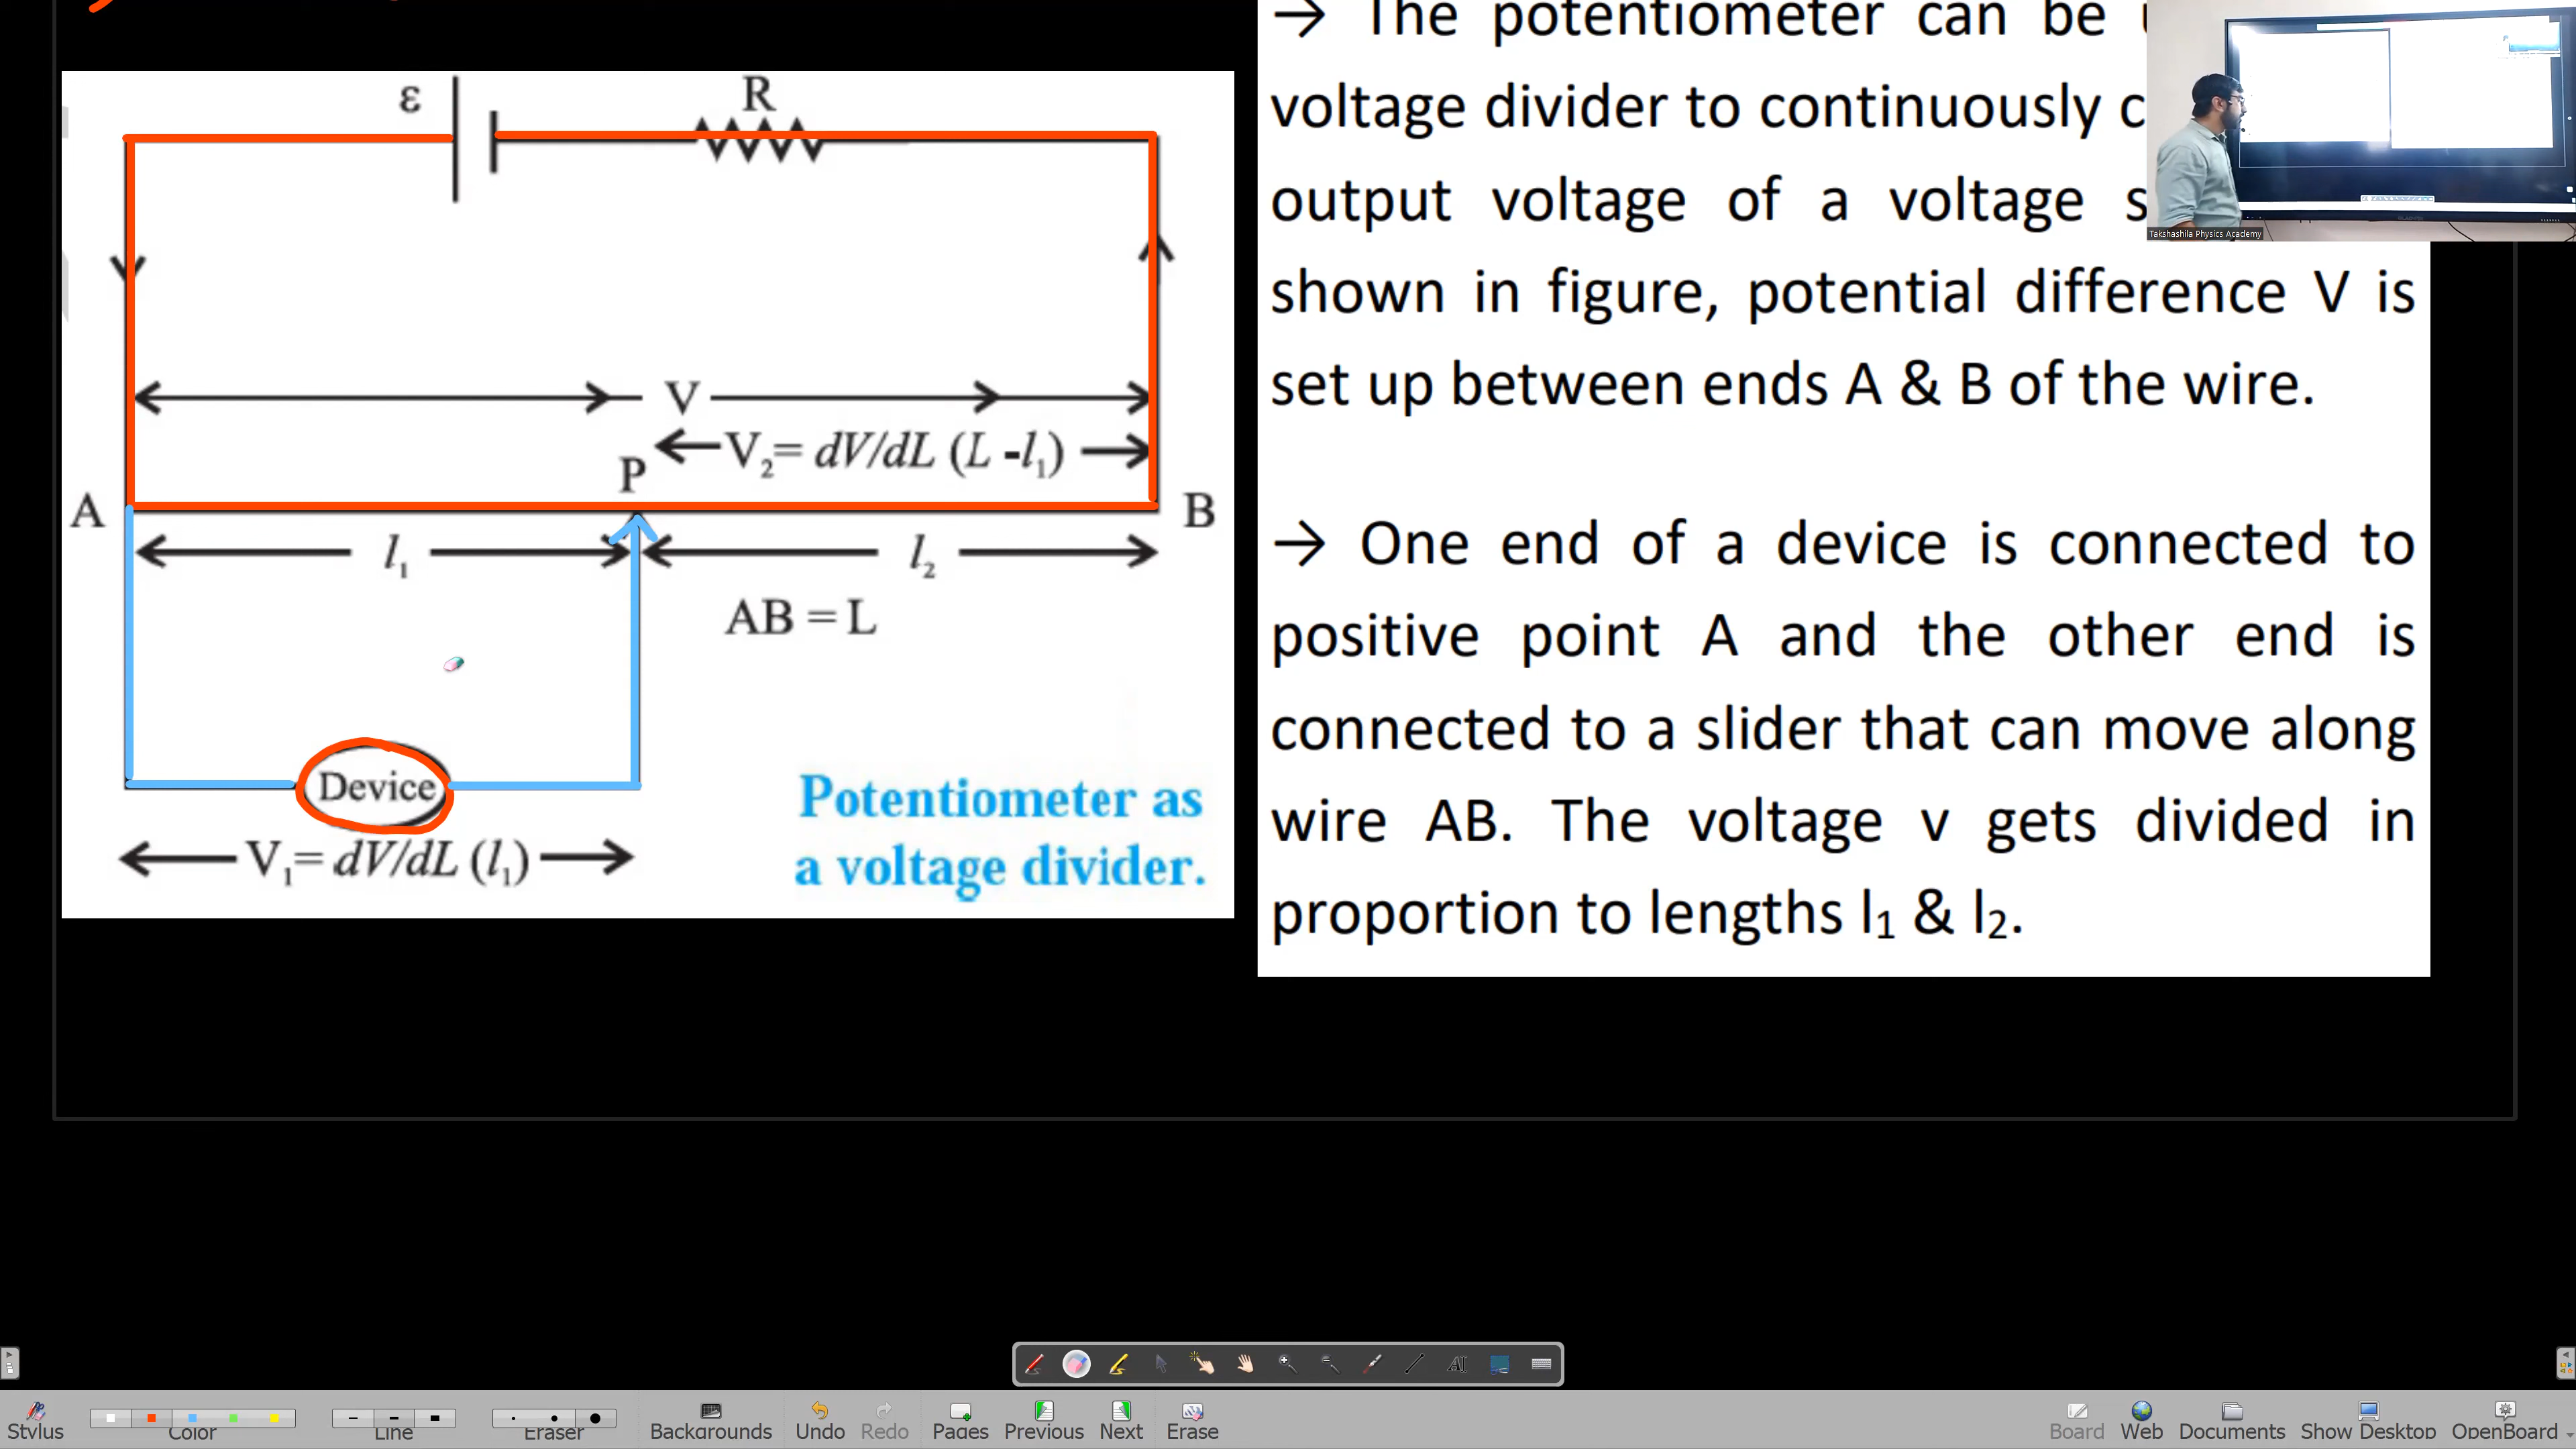 ε
R
V
V₂= dV/dL (L -l₁)
P
A
B
l₁
l₂
AB = L
Device
V₁= dV/dL (l₁)
Potentiometer as
a voltage divider.
→ The potentiometer can be
voltage divider to continuously
output voltage of a voltage
shown in figure, potential difference V is
set up between ends A & B of the wire.
→ One end of a device is connected to
positive point A and the other end is
connected to a slider that can move along
wire AB. The voltage v gets divided in
proportion to lengths l₁ & l₂.
Takshashila Physics Academy
Stylus
Color
Line
Eraser
Backgrounds
Undo
Redo
Pages
Previous
Next
Erase
Board
Web
Documents
Show Desktop
OpenBoard